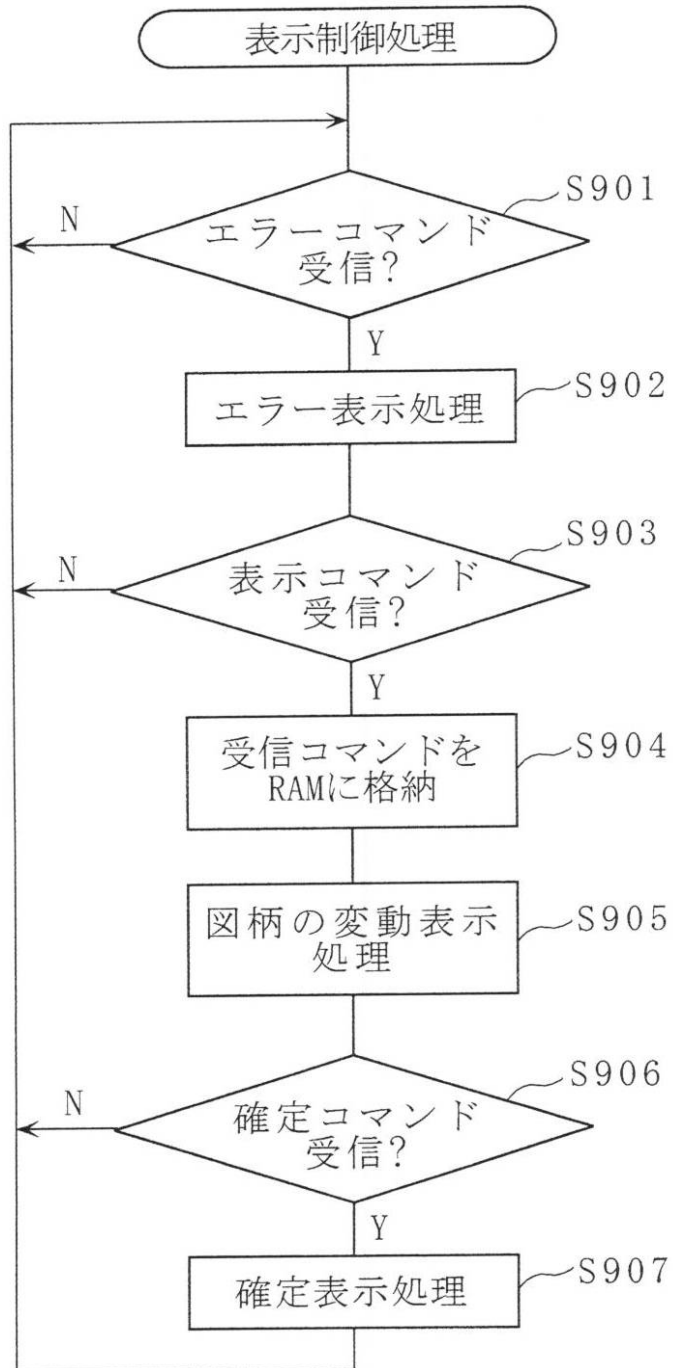 表示制御処理
S901
N
エラーコマンド
受信?
Y
エラー表示処理
S902
S903
N
表示コマンド
受信?
Y
受信コマンドを
RAMに格納
S904
図柄の変動表示
処理
S905
S906
N
確定コマンド
受信?
Y
確定表示処理
S907